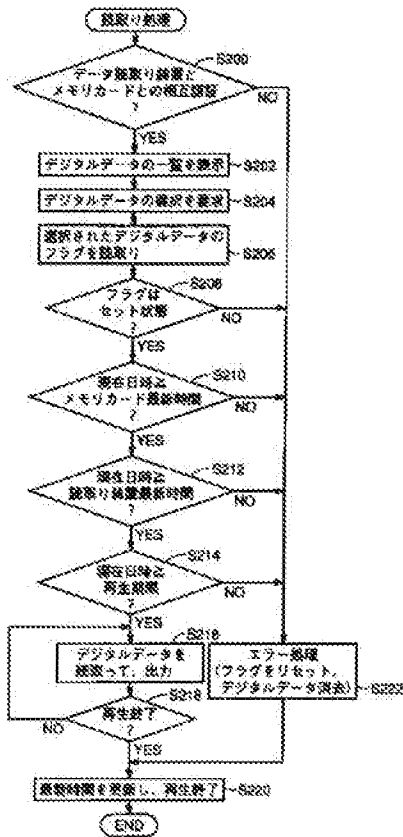 読取り処理
S200
データ読取り装置と
メモリカードとの相互認証
?
NO
YES
デジタルデータの一覧を表示
S202
デジタルデータの選択を要求
S204
選択されたデジタルデータの
フラグを読取り
S206
S208
フラグは
セット状態
?
NO
YES
S210
現在日時≧
メモリカード最新時間
?
NO
YES
S212
現在日時≧
読取り装置最新時間
?
NO
YES
S214
現在日時
再生期限
?
NO
YES
デジタルデータを
読取って、出力
S218
再生終了
?
NO
YES
エラー処理
(フラグをリセット、
デジタルデータ消去)
S222
最新時間を更新し、再生終了
S220
END